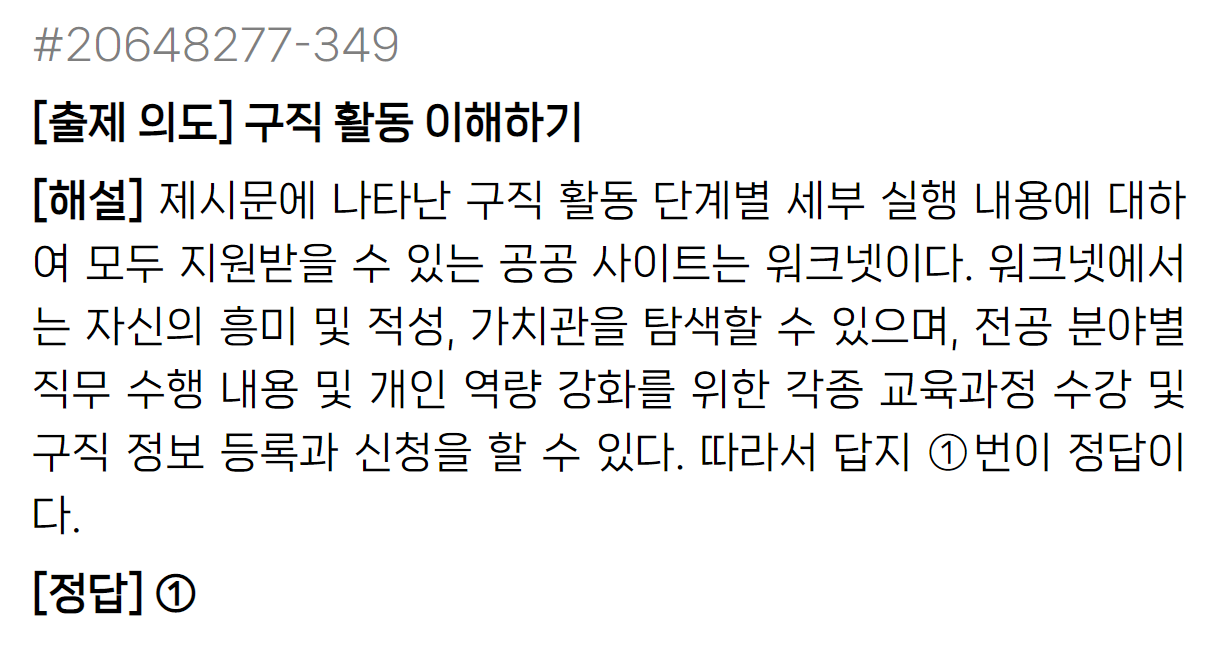 #20648277-349
[출제 의도] 구직 활동 이해하기
[해설] 제시문에 나타난 구직 활동 단계별 세부 실행 내용에 대하
여 모두 지원받을 수 있는 공공 사이트는 워크넷이다. 워크넷에서
는 자신의 흥미 및 적성, 가치관을 탐색할 수 있으며, 전공 분야별
직무 수행 내용 및 개인 역량 강화를 위한 각종 교육과정 수강 및
구직 정보 등록과 신청을 할 수 있다. 따라서 답지 ①번이 정답이
다.
[정답] ①